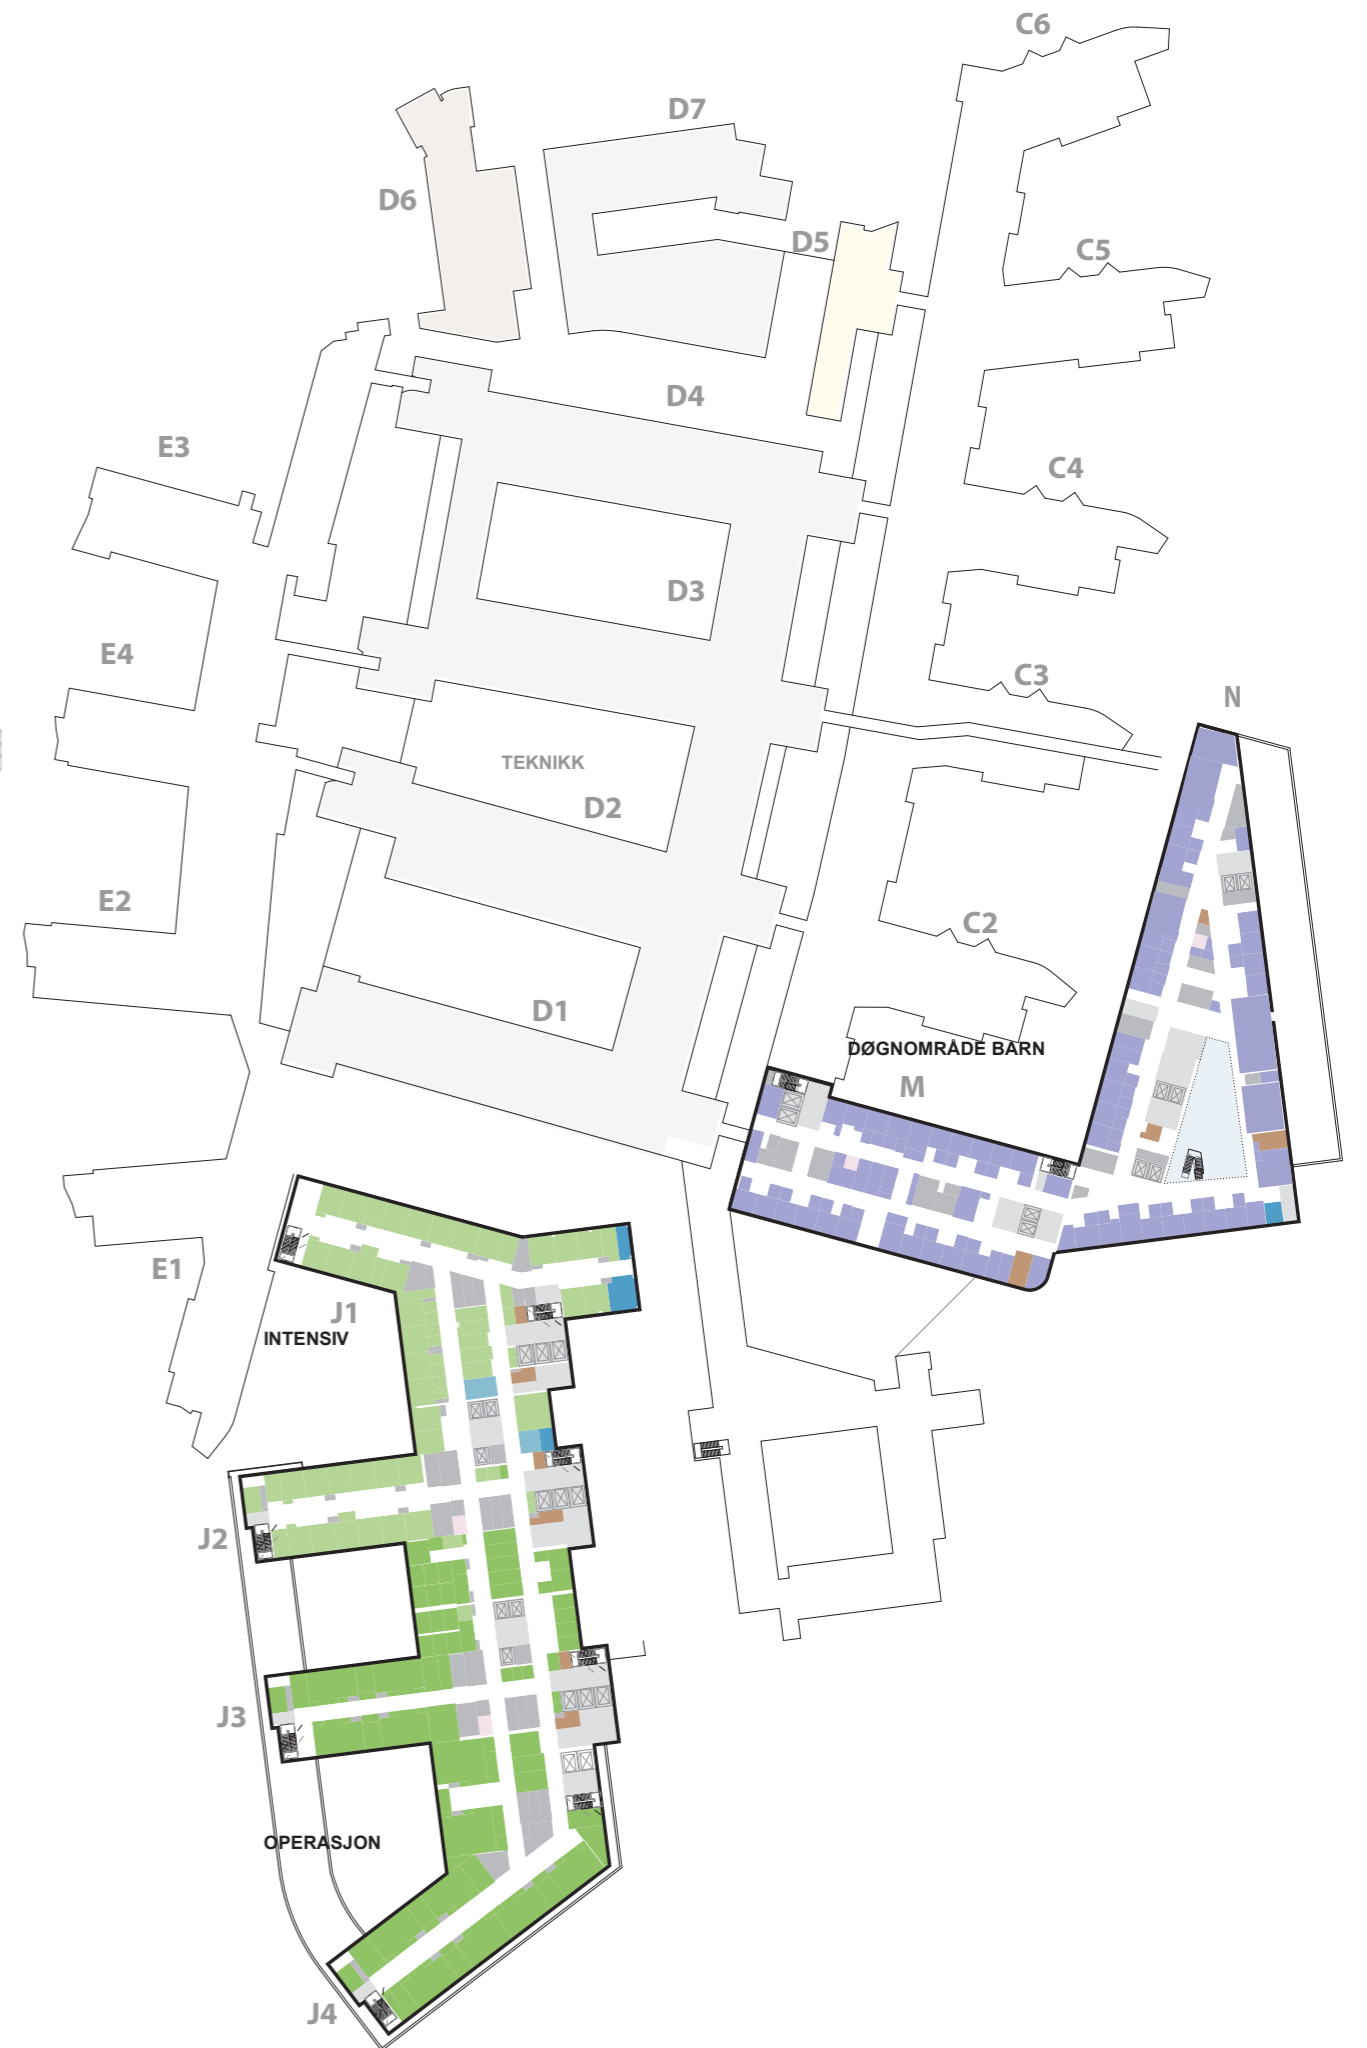 C6
D7
D6
D5
C5
D4
E3
C4
D3
E4
C3
N
TEKNIKK
D2
E2
C2
D1
DØGNOMRÅDE BARN
M
E1
J1
INTENSIV
J2
J3
OPERASJON
J4